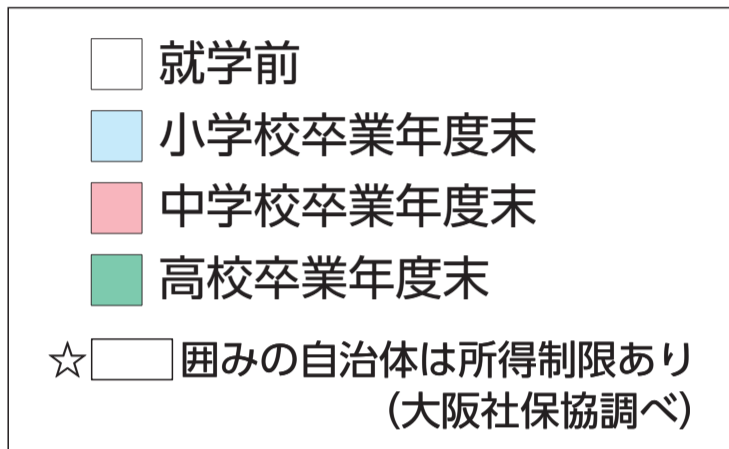 就学前
小学校卒業年度末
中学校卒業年度末
高校卒業年度末
☆ 囲みの自治体は所得制限あり
(大阪社保協調べ)